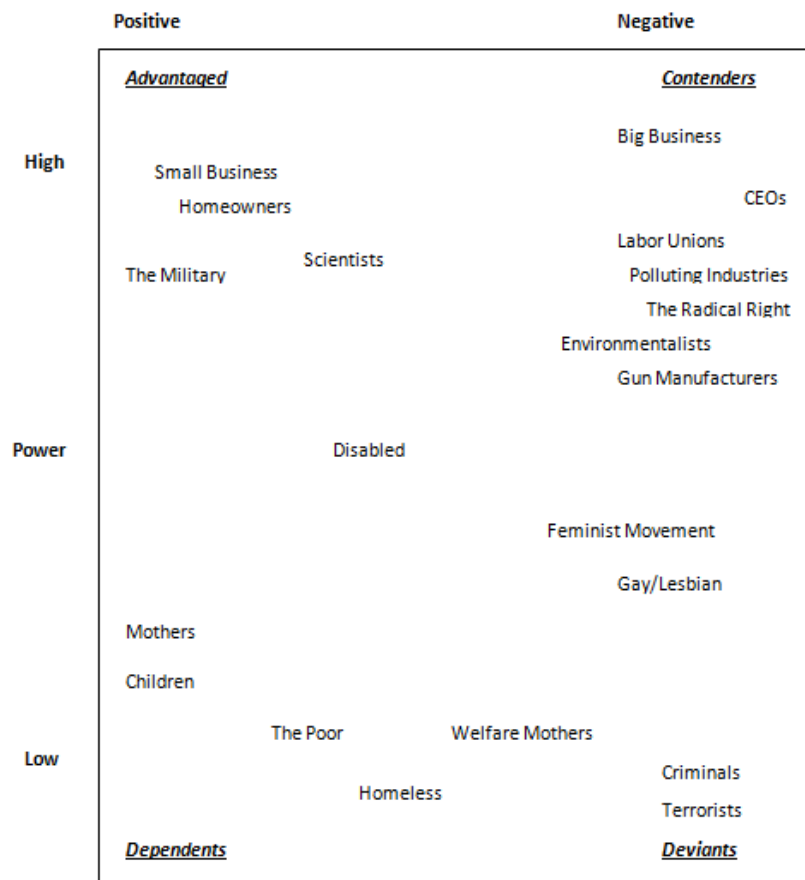 Positive Negative
Advantaged Contenders
Big Business
High
Small Business
CEOs
Homeowners
Labor Unions
Scientists
The Military Polluting Industries
The Radical Right
Environmentalists
Gun Manufacturers
Power Disabled
Feminist Movement
Gay/Lesbian
Mothers
Children
The Poor Welfare Mothers
Low
Criminals
Homeless
Terrorists
Dependents Deviants